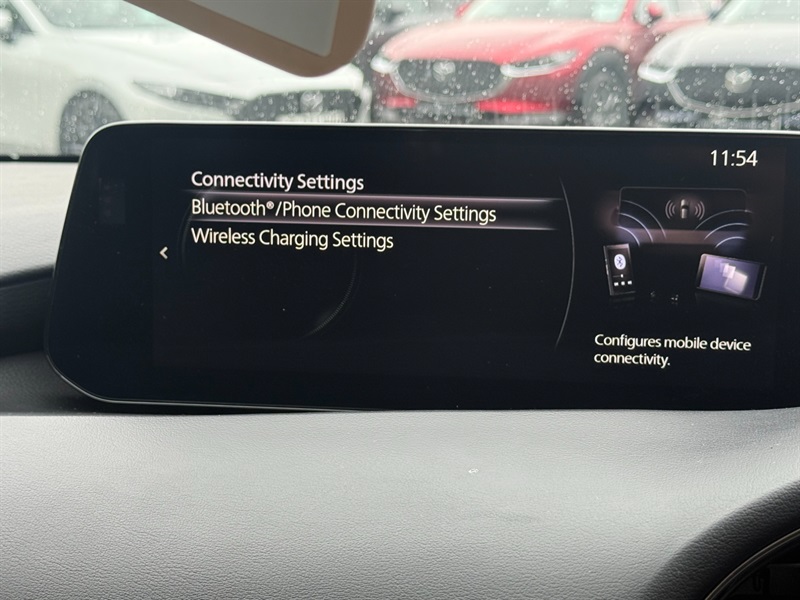 11:54
Connectivity Settings
Bluetooth®/Phone Connectivity Settings
Wireless Charging Settings
Configures mobile device
connectivity.